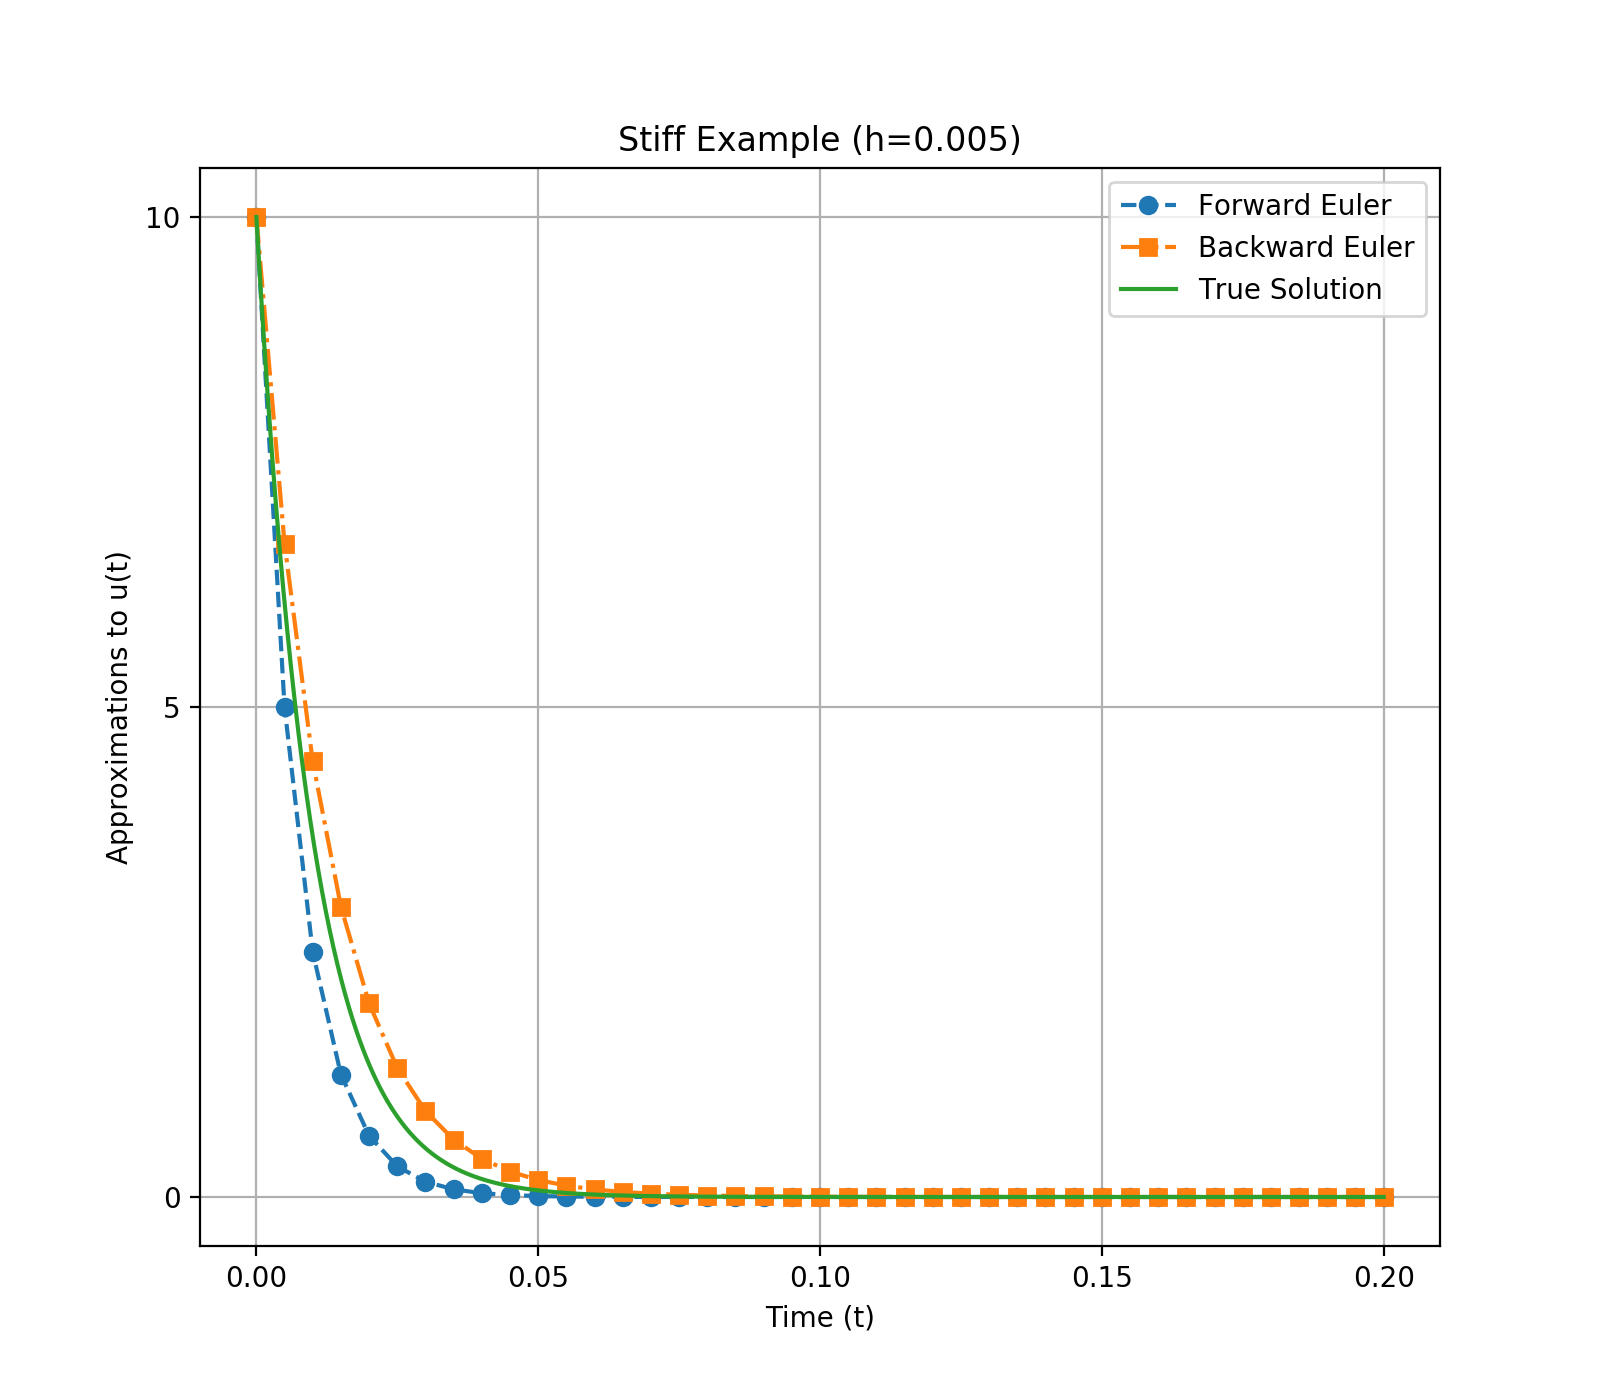 Stiff Example (h=0.005)
Forward Euler
Backward Euler
True Solution
10
5
0
Approximations to u(t)
0.00
0.05
0.10
0.15
0.20
Time (t)